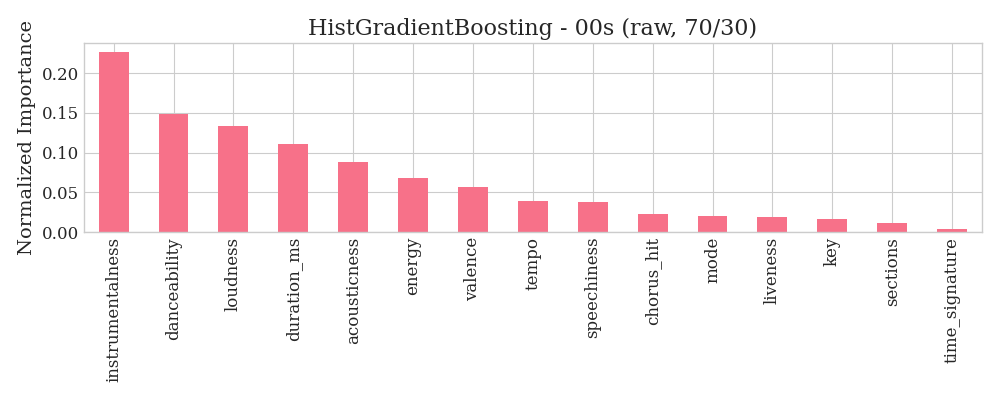 HistGradientBoosting - 00s (raw, 70/30)
Normalized Importance
0.20
0.15
0.10
0.05
0.00
instrumentalness
danceability
loudness
duration_ms
acousticness
energy
valence
tempo
speechiness
chorus_hit
mode
liveness
key
sections
time_signature